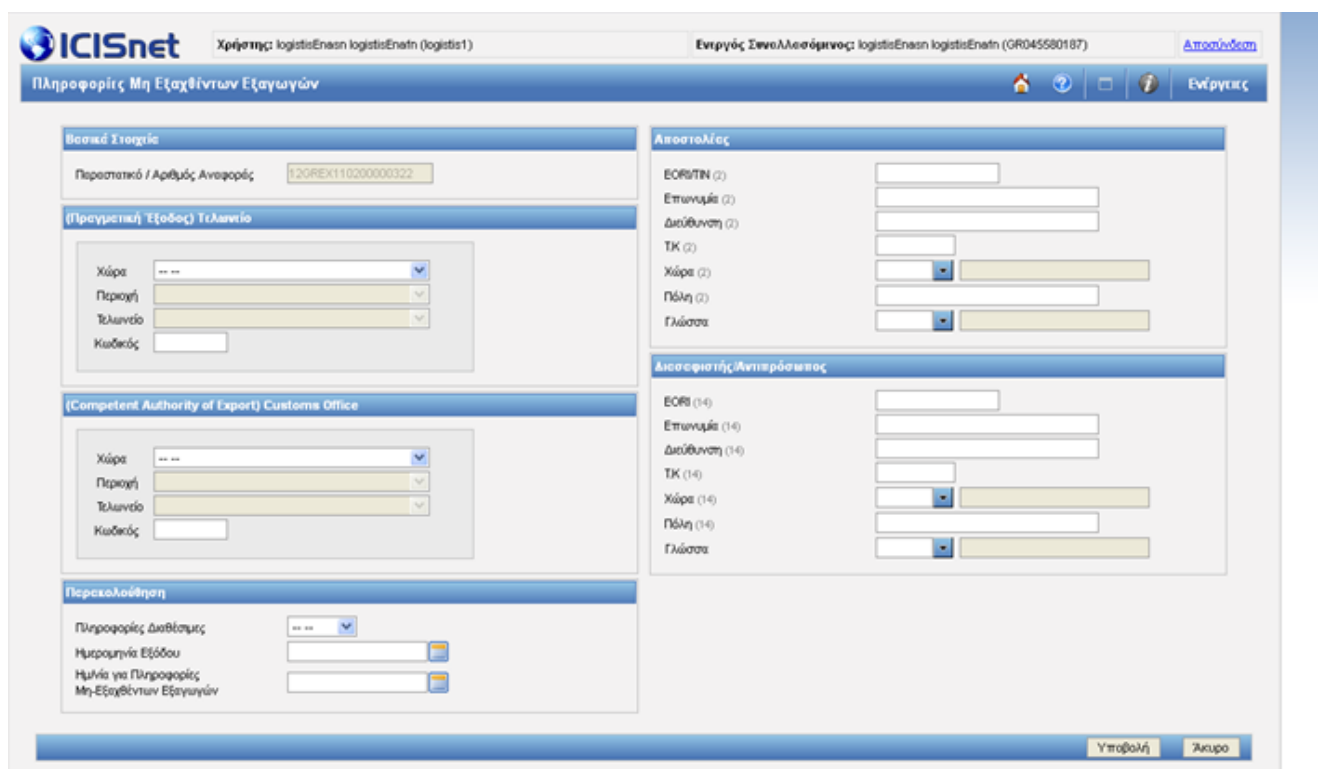 ICISnet
Χρήστης: logistisEnasn logistisEnatn (logistis1)
Ενεργός Συναλλασόμενος: logistisEnasn logistisEnatn (GR045580187)
Αποσύνδεση
Πληροφορίες Μη Εξαχθέντων Εξαγωγών
Ενέργειες
Βασικά Στοιχεία
Παραστατικό / Αριθμός Αναφοράς 12GREX110200000322
(Πραγματική Έξοδος) Τελωνείο
Χώρα -- --
Περιοχή
Τελωνείο
Κωδικός
(Competent Authority of Export) Customs Office
Χώρα -- --
Περιοχή
Τελωνείο
Κωδικός
Παρακολούθηση
Πληροφορίες Διαθέσιμες -- --
Ημερομηνία Εξόδου
Ημ/νία για Πληροφορίες
Μη-Εξαχθέντων Εξαγωγών
Αποστολέας
EORI/TIN (2)
Επωνυμία (2)
Διεύθυνση (2)
Τ.Κ (2)
Χώρα (2)
Πόλη (2)
Γλώσσα
Διασαφιστής/Αντιπρόσωπος
EORI (14)
Επωνυμία (14)
Διεύθυνση (14)
Τ.Κ (14)
Χώρα (14)
Πόλη (14)
Γλώσσα
Υποβολή
Άκυρο